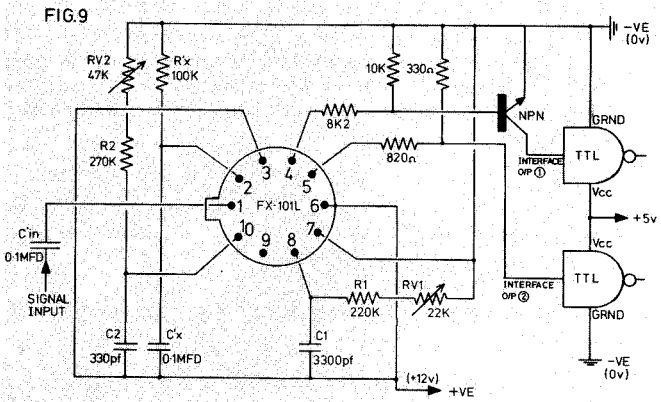 FIG.9
-VE
(0v)
RV2
47K
R'x
100K
10K
330Ω
NPN
GRND
8K2
R2
270K
820Ω
INTERFACE
O/P ①
TTL
Vcc
3
4
2
5
1
FX-101L
6
+5v
10
7
9
8
C'in
0·1MFD
Vcc
TTL
R1
220K
RV1
22K
INTERFACE
O/P ②
SIGNAL
INPUT
GRND
C2
330pf
C'x
0·1MFD
C1
3300pf
-VE
(0v)
(+12v)
+VE